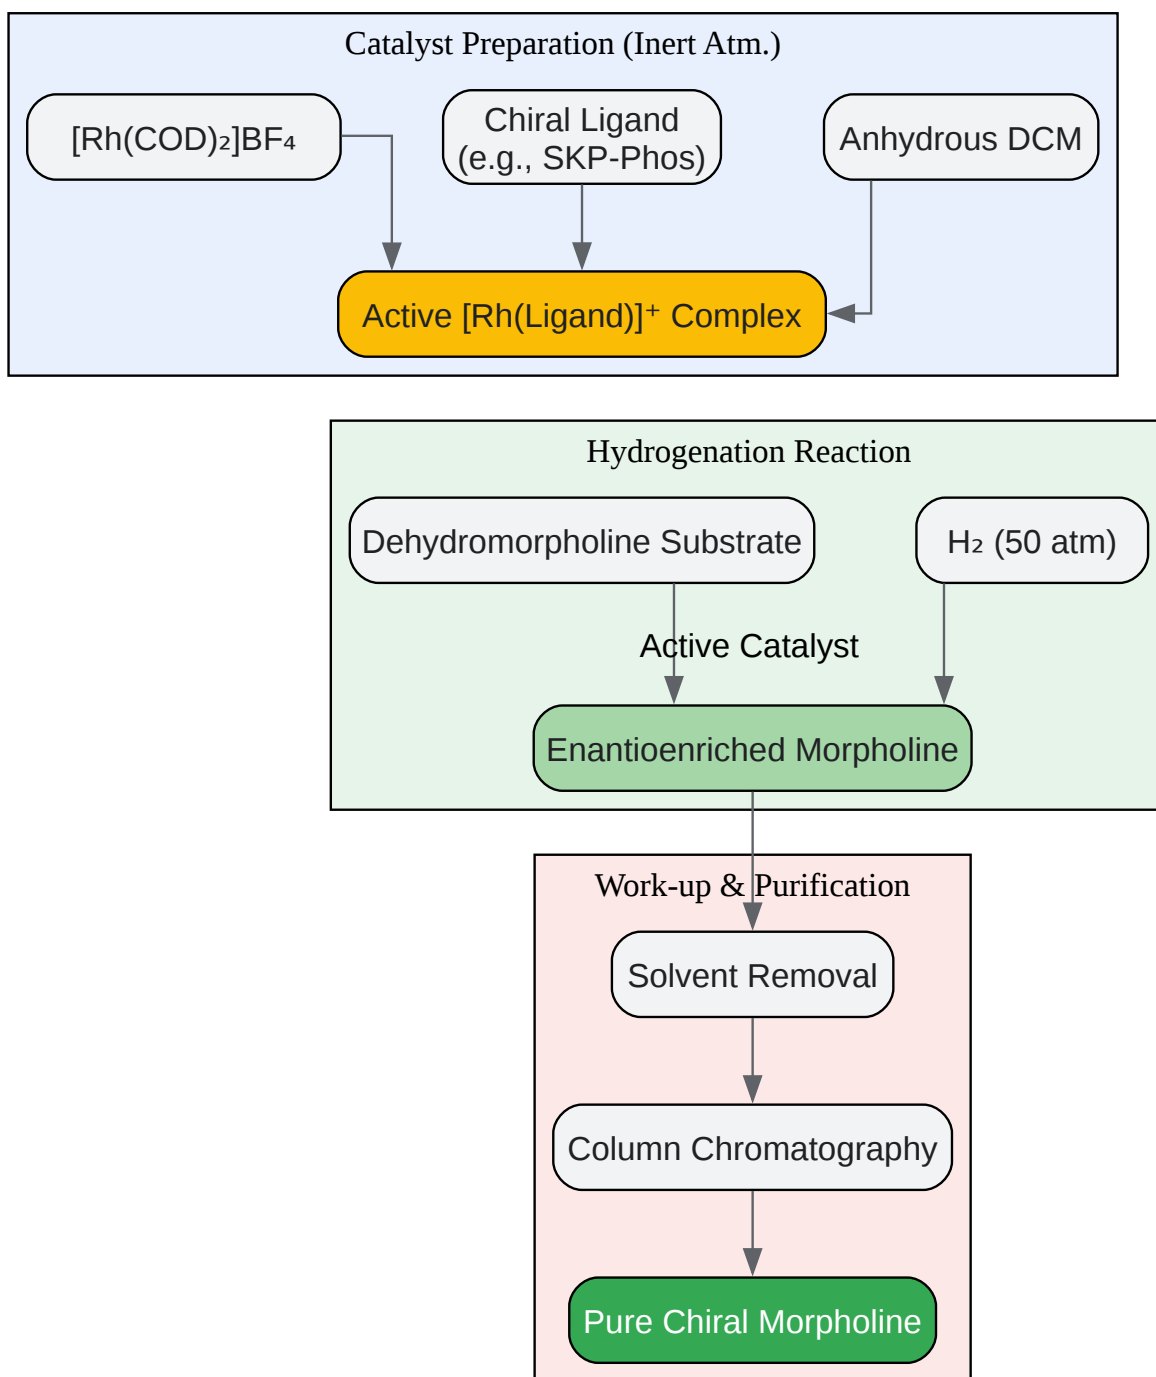 Catalyst Preparation (Inert Atm.)
[Rh(COD)₂]BF₄
Chiral Ligand
(e.g., SKP-Phos)
Anhydrous DCM
Active [Rh(Ligand)]⁺ Complex
Hydrogenation Reaction
Dehydromorpholine Substrate
H₂ (50 atm)
Active Catalyst
Enantioenriched Morpholine
Work-up & Purification
Solvent Removal
Column Chromatography
Pure Chiral Morpholine